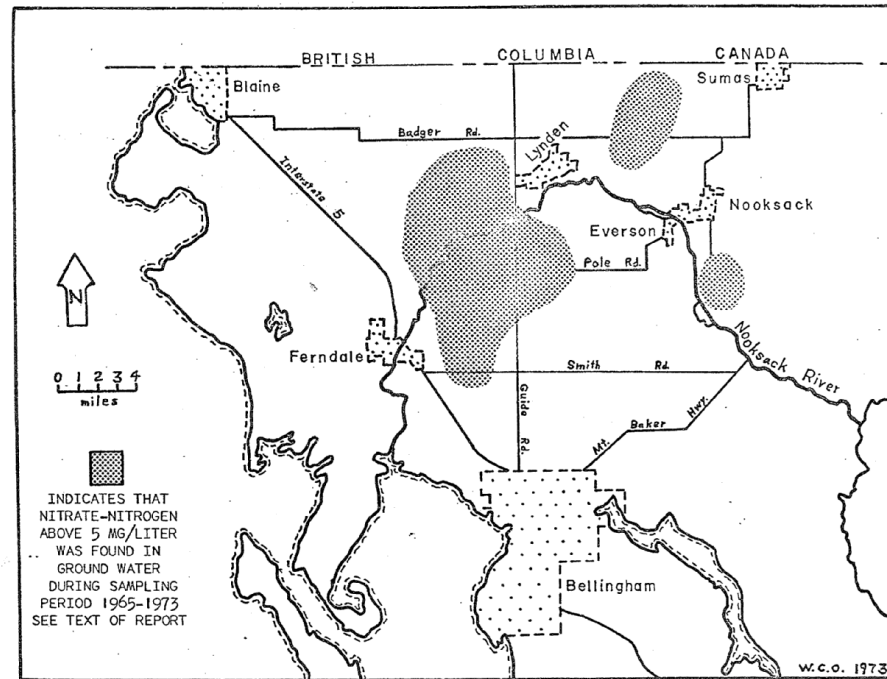 BRITISH COLUMBIA CANADA
Sumas
Blaine
Badger Rd.
Lynden
Interstate 5
Nooksack
Everson
Pole Rd.
N
Nooksack River
Ferndale
Smith Rd.
0 1 2 3 4
miles
Guide Rd.
Mt. Baker Hwy.
INDICATES THAT
NITRATE-NITROGEN
ABOVE 5 MG/LITER
WAS FOUND IN
GROUND WATER
DURING SAMPLING
PERIOD 1965-1973
SEE TEXT OF REPORT
Bellingham
W.C.O. 1973